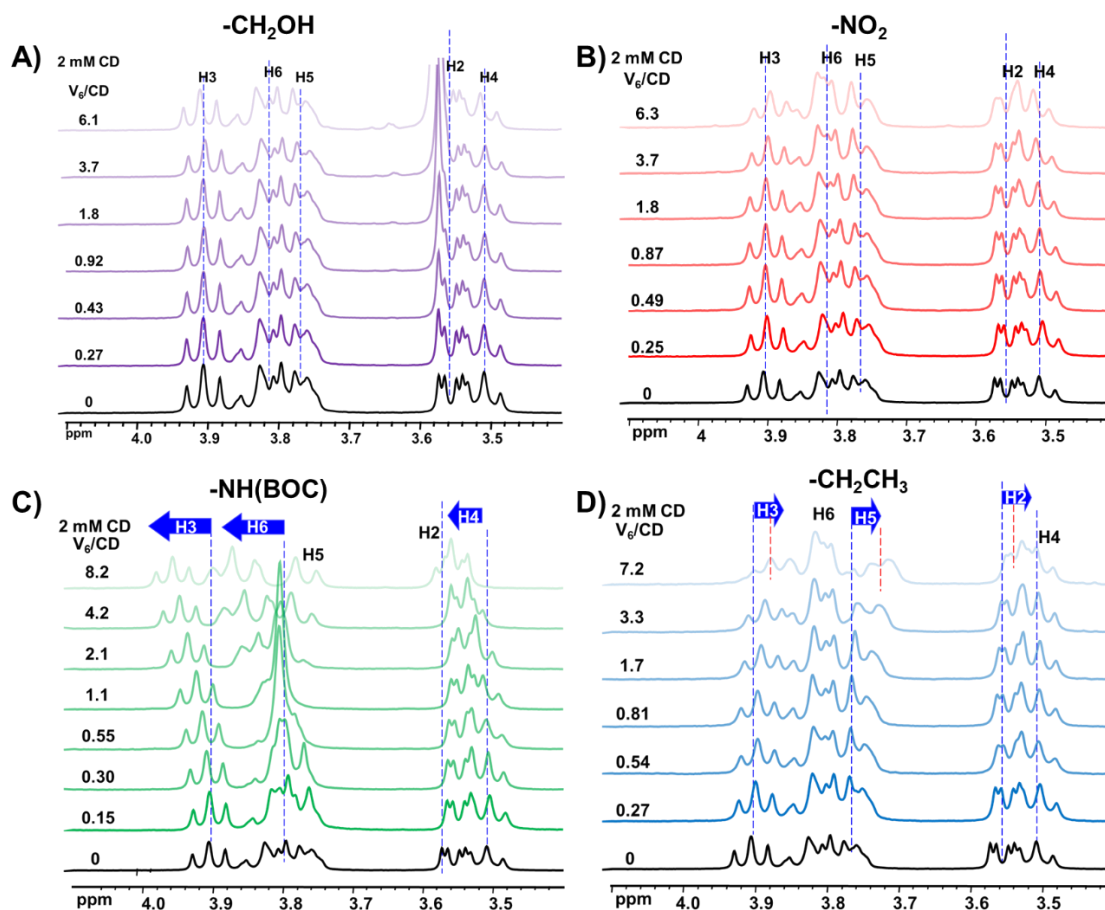 -CH₂OH
A)
2 mM CD
V₆/CD
H3
H6
H5
H2
H4
6.1
3.7
1.8
0.92
0.43
0.27
0
4.0 3.9 3.8 3.7 3.6 3.5
ppm
-NO₂
B)
2 mM CD
V₆/CD
H3
H6
H5
H2
H4
6.3
3.7
1.8
0.87
0.49
0.25
0
4 3.9 3.8 3.7 3.6 3.5
ppm
-NH(BOC)
C)
2 mM CD
V₆/CD
H3
H6
H5
H2
H4
8.2
4.2
2.1
1.1
0.55
0.30
0.15
0
ppm 4.0 3.9 3.8 3.7 3.6 3.5
-CH₂CH₃
D)
2 mM CD
V₆/CD
H3
H6
H5
H2
H4
7.2
3.3
1.7
0.81
0.54
0.27
0
ppm 4.0 3.9 3.8 3.7 3.6 3.5